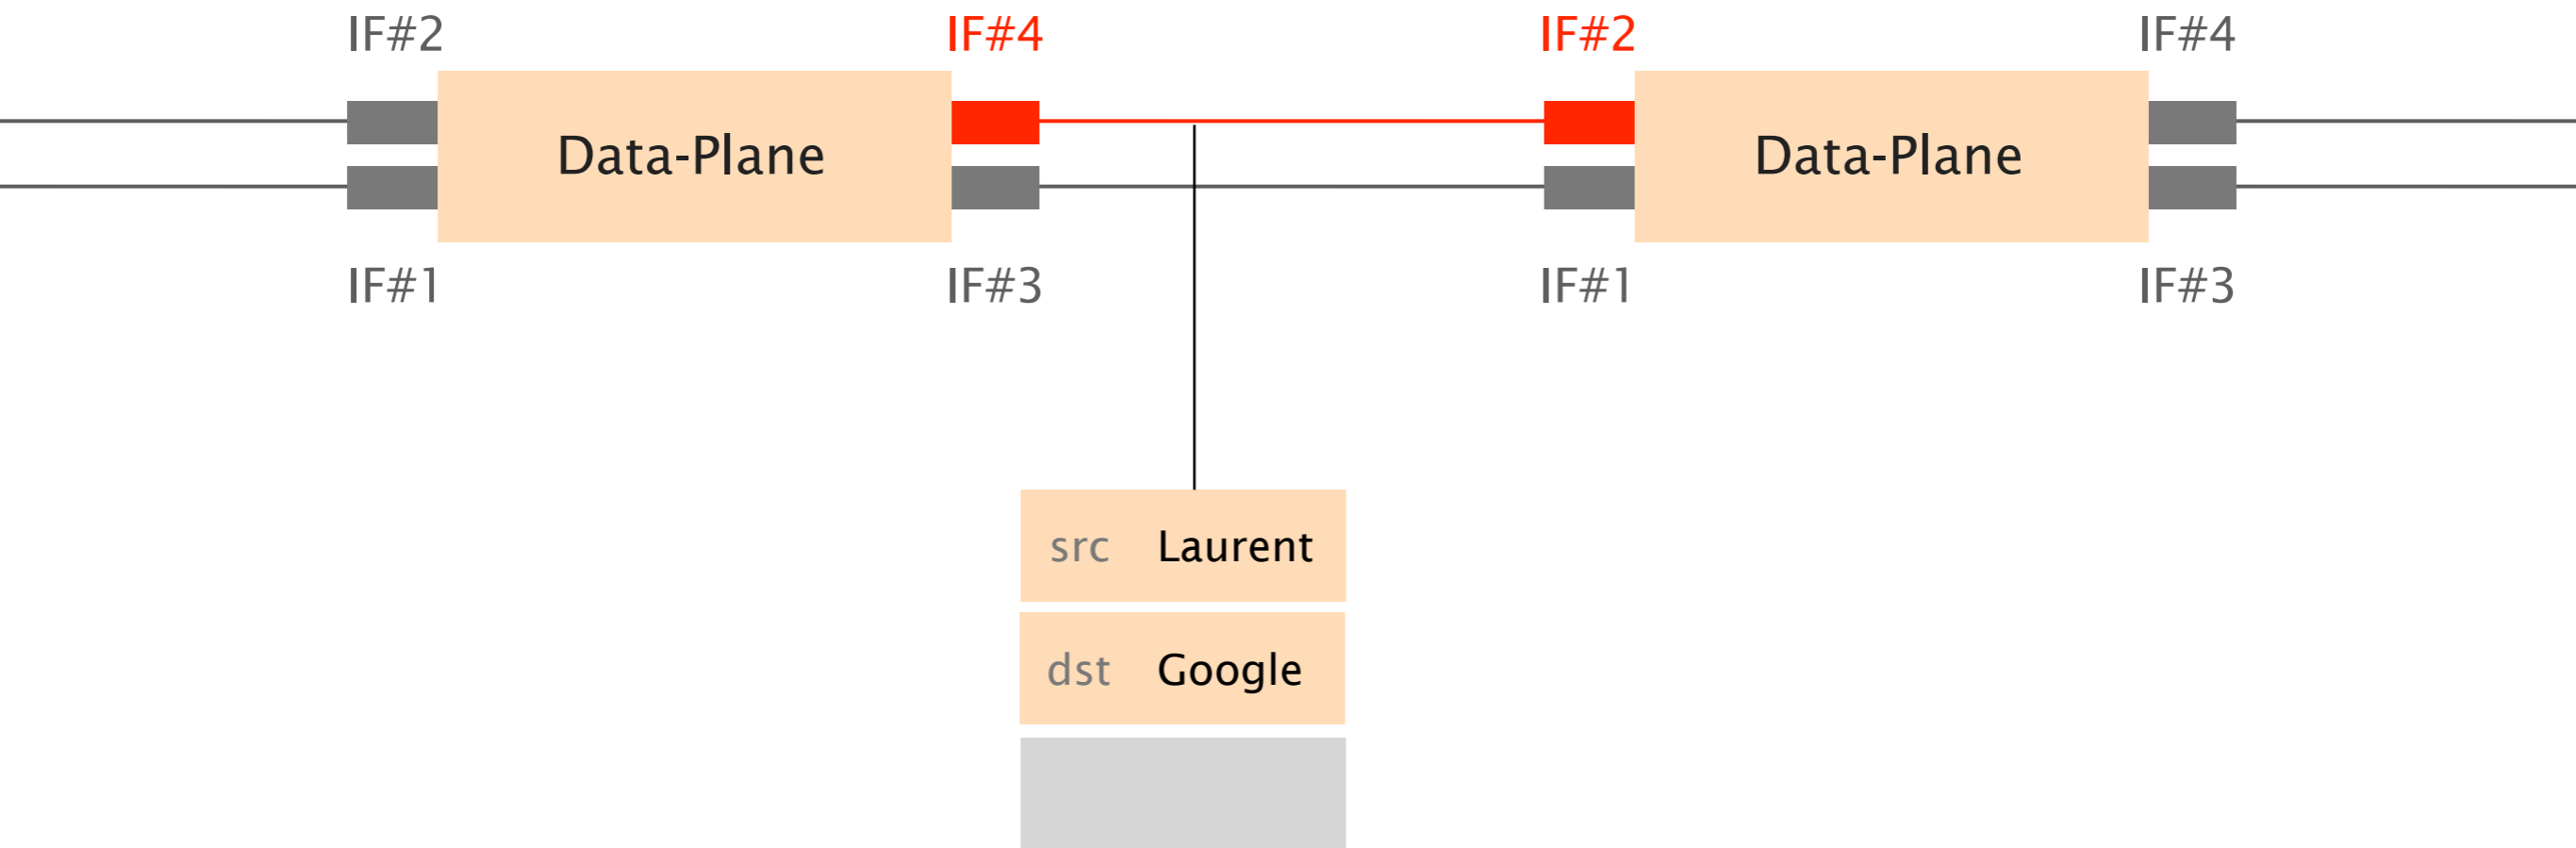 IF#2 IF#4 IF#2 IF#4
Data-Plane Data-Plane
IF#1 IF#3 IF#1 IF#3
src Laurent
dst Google